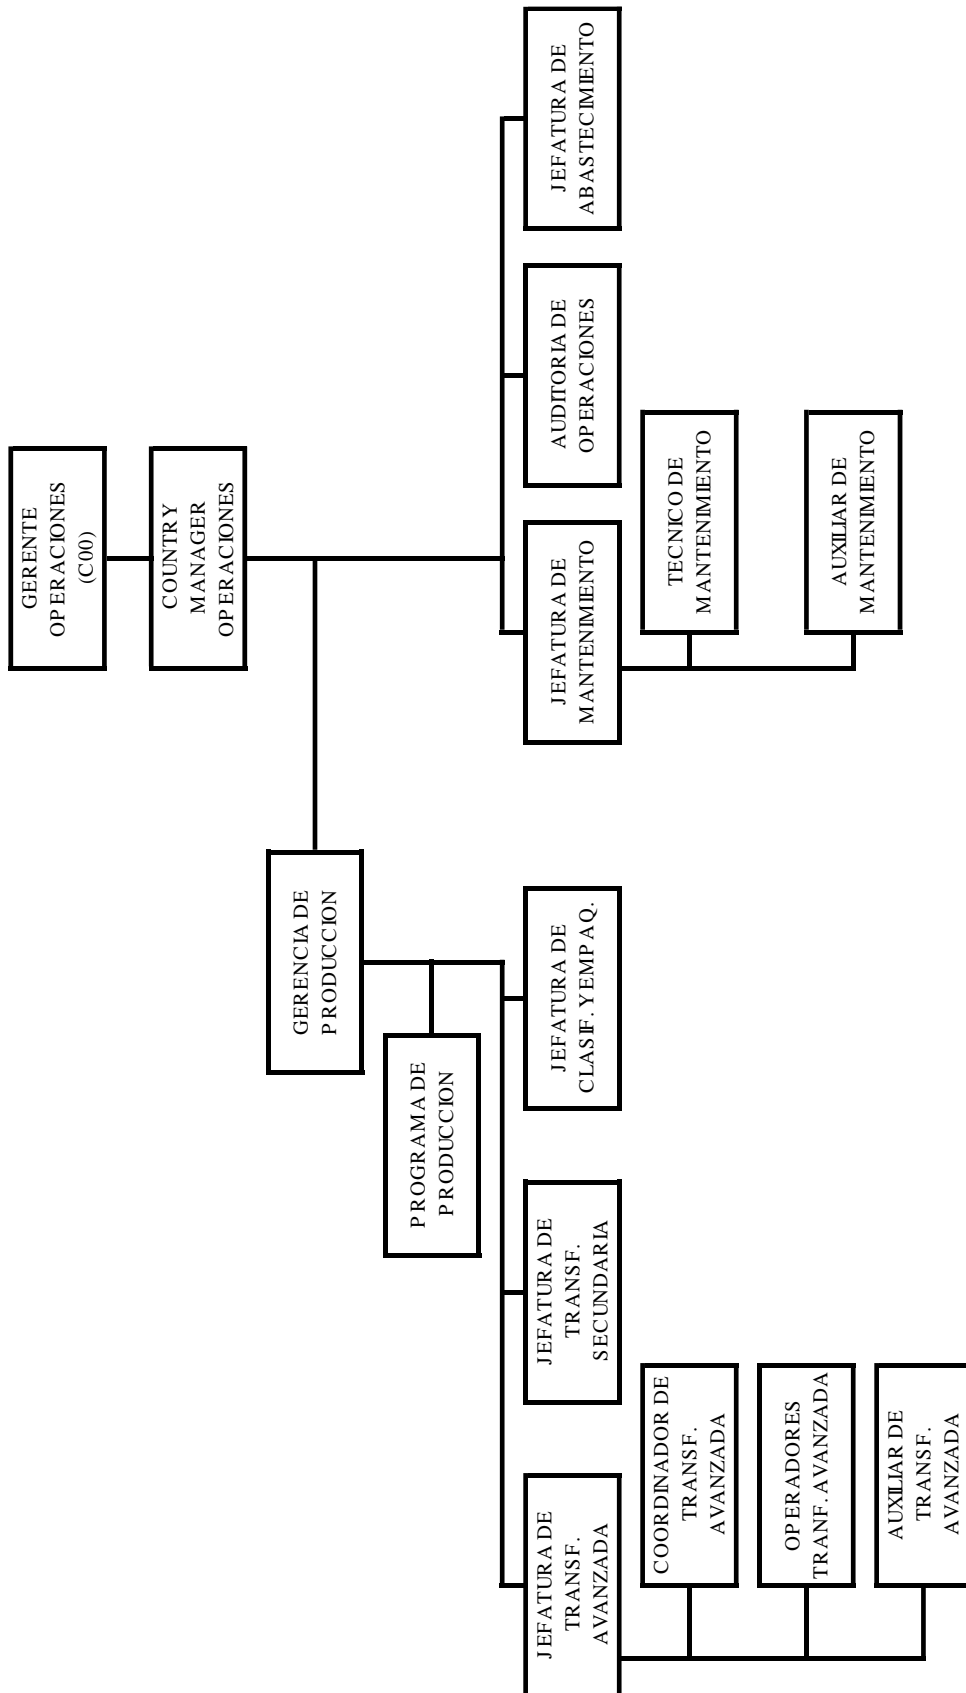 GERENTE
OPERACIONES
(C00)
COUNTRY
MANAGER
OPERACIONES
GERENCIA DE
PRODUCCION
PROGRAMA DE
PRODUCCION
JEFATURA DE
TRANSF.
AVANZADA
JEFATURA DE
TRANSF.
SECUNDARIA
JEFATURA DE
CLASIF. Y EMPAQ.
JEFATURA DE
MANTENIMIENTO
AUDITORIA DE
OPERACIONES
JEFATURA DE
ABASTECIMIENTO
COORDINADOR DE
TRANSF.
AVANZADA
TECNICO DE
MANTENIMIENTO
OPERADORES
TRANF. AVANZADA
AUXILIAR DE
MANTENIMIENTO
AUXILIAR DE
TRANSF.
AVANZADA